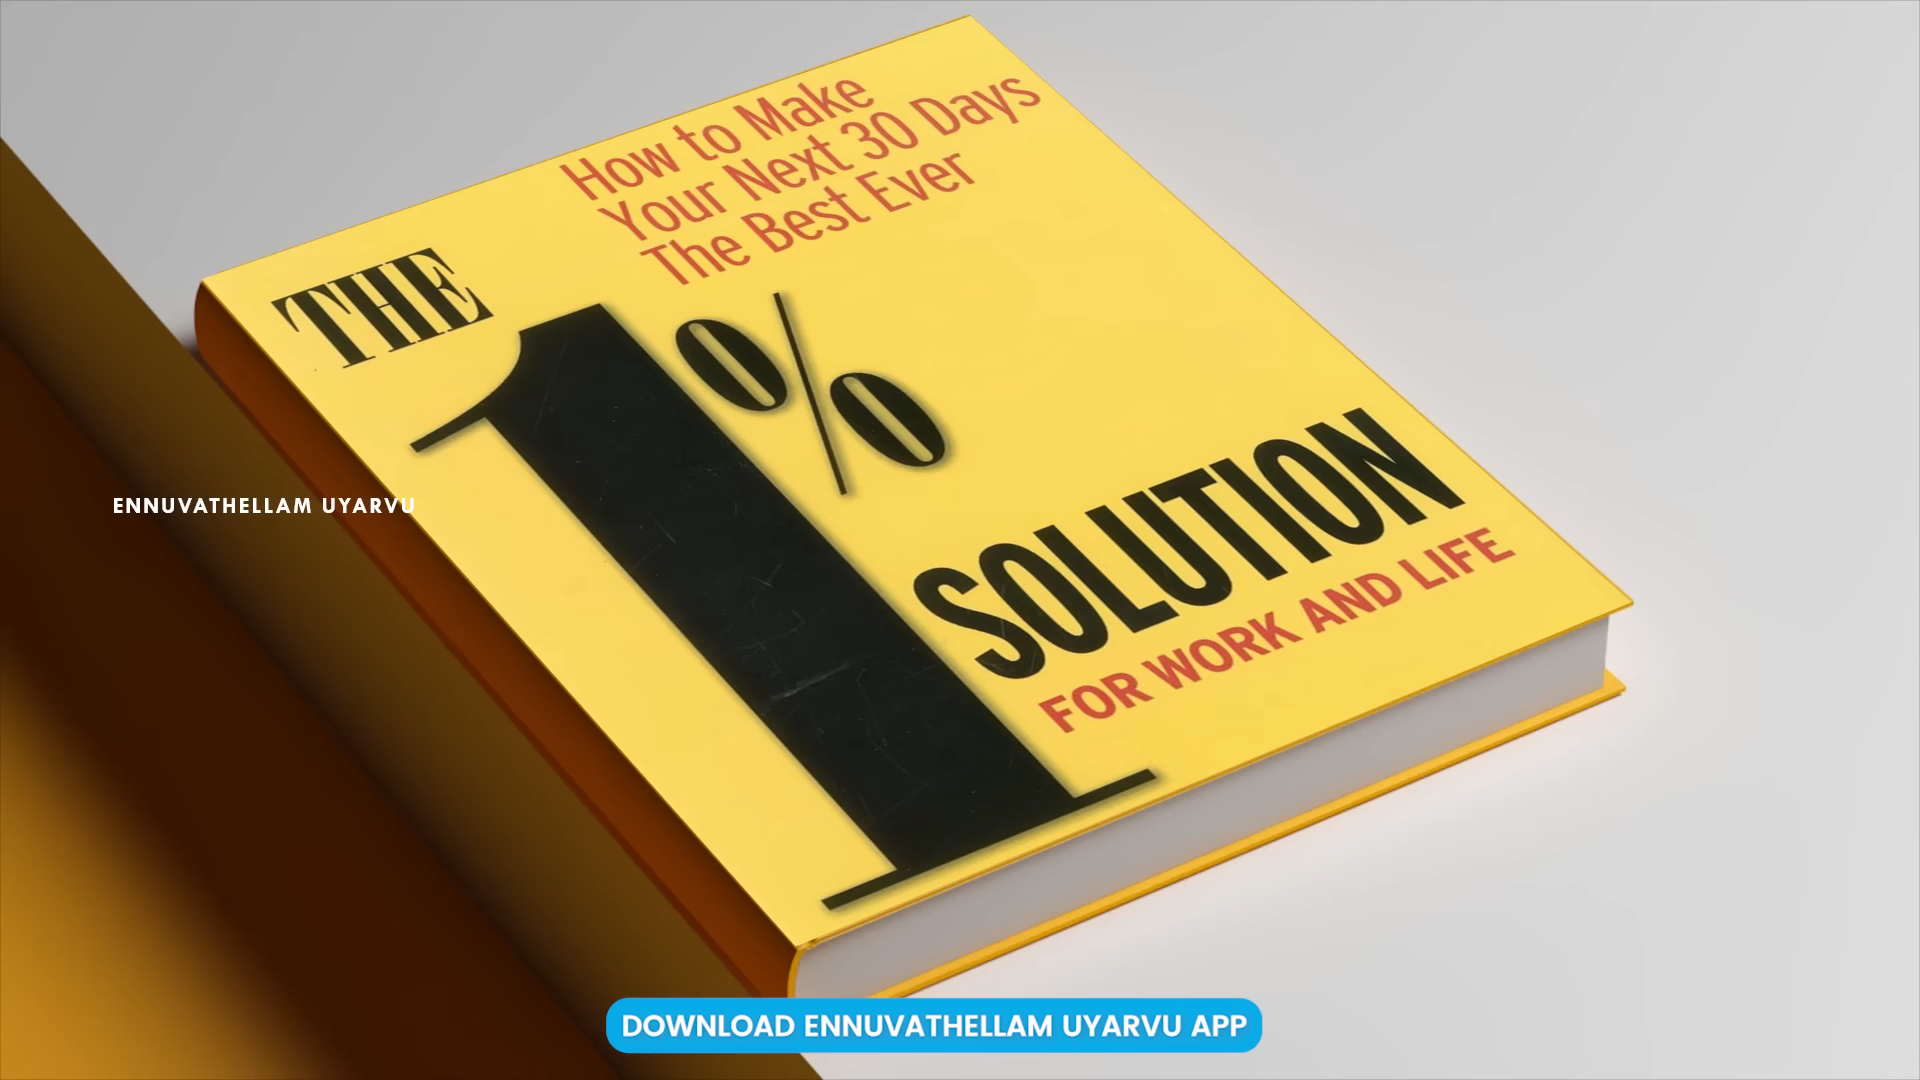 How to Make
Your Next 30 Days
The Best Ever
THE
1%
SOLUTION
FOR WORK AND LIFE
ENNUVATHELLAM UYARVU
DOWNLOAD ENNUVATHELLAM UYARVU APP